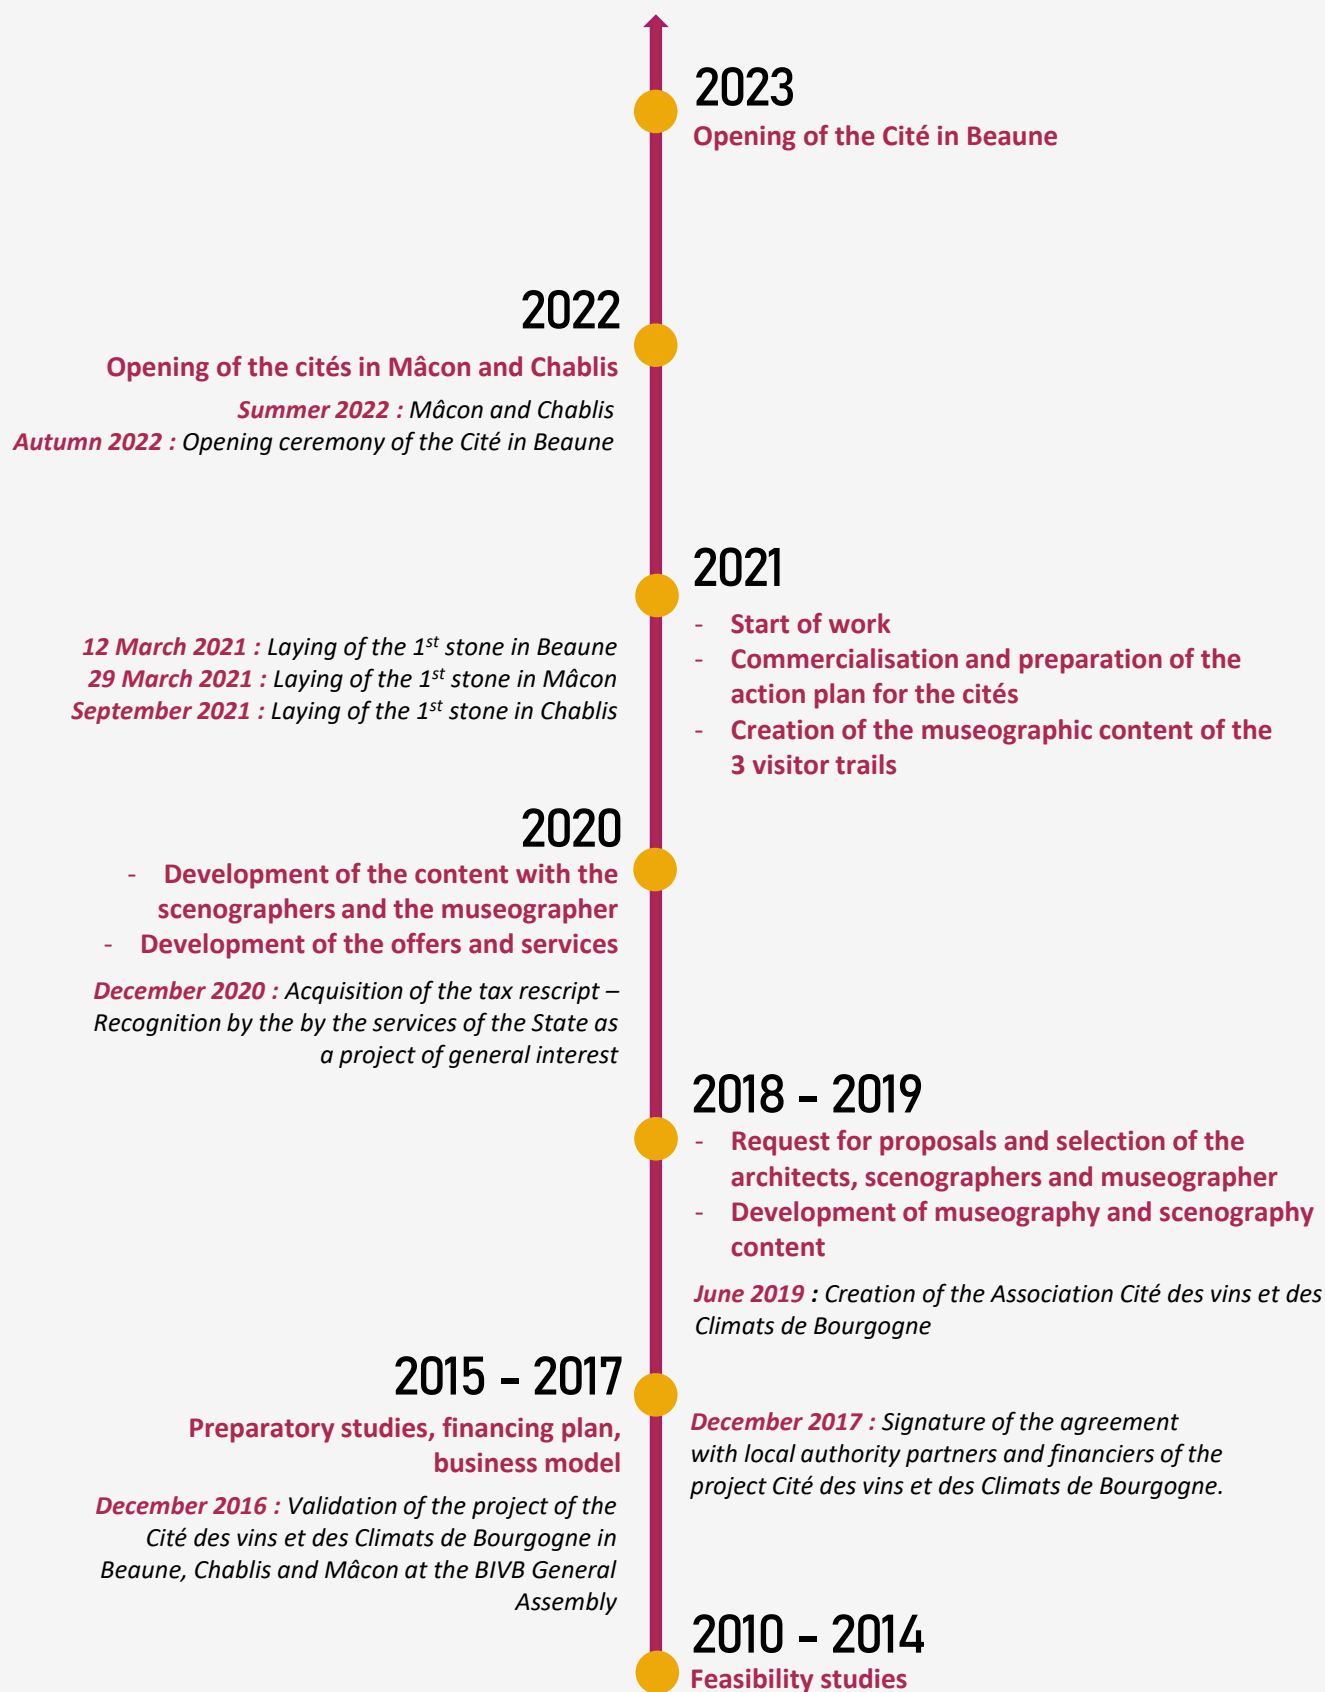 2023
Opening of the Cité in Beaune
2022
Opening of the cités in Mâcon and Chablis
Summer 2022 : Mâcon and Chablis
Autumn 2022 : Opening ceremony of the Cité in Beaune
2021
- Start of work
- Commercialisation and preparation of the
action plan for the cités
- Creation of the museographic content of the
3 visitor trails
12 March 2021 : Laying of the 1st stone in Beaune
29 March 2021 : Laying of the 1st stone in Mâcon
September 2021 : Laying of the 1st stone in Chablis
2020
- Development of the content with the
scenographers and the museographer
- Development of the offers and services
December 2020 : Acquisition of the tax rescript –
Recognition by the by the services of the State as
a project of general interest
2018 - 2019
- Request for proposals and selection of the
architects, scenographers and museographer
- Development of museography and scenography
content
June 2019 : Creation of the Association Cité des vins et des
Climats de Bourgogne
2015 - 2017
Preparatory studies, financing plan,
business model
December 2016 : Validation of the project of the
Cité des vins et des Climats de Bourgogne in
Beaune, Chablis and Mâcon at the BIVB General
Assembly
December 2017 : Signature of the agreement
with local authority partners and financiers of the
project Cité des vins et des Climats de Bourgogne.
2010 - 2014
Feasibility studies